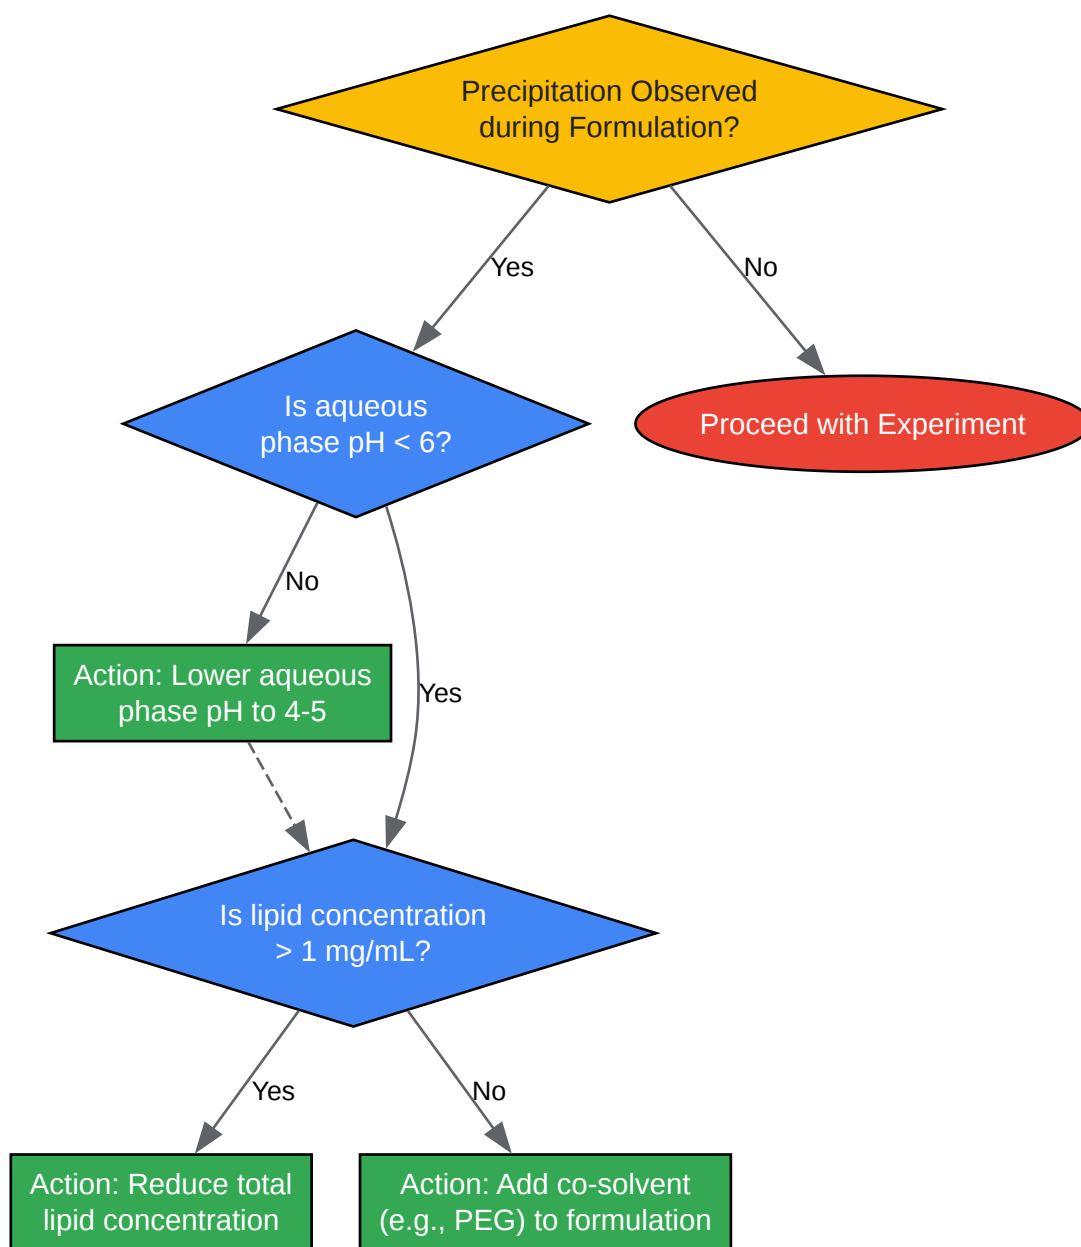 Precipitation Observed
during Formulation?
Yes
No
Is aqueous
phase pH < 6?
Proceed with Experiment
No
Action: Lower aqueous
phase pH to 4-5
Yes
Is lipid concentration
> 1 mg/mL?
Yes
No
Action: Reduce total
lipid concentration
Action: Add co-solvent
(e.g., PEG) to formulation